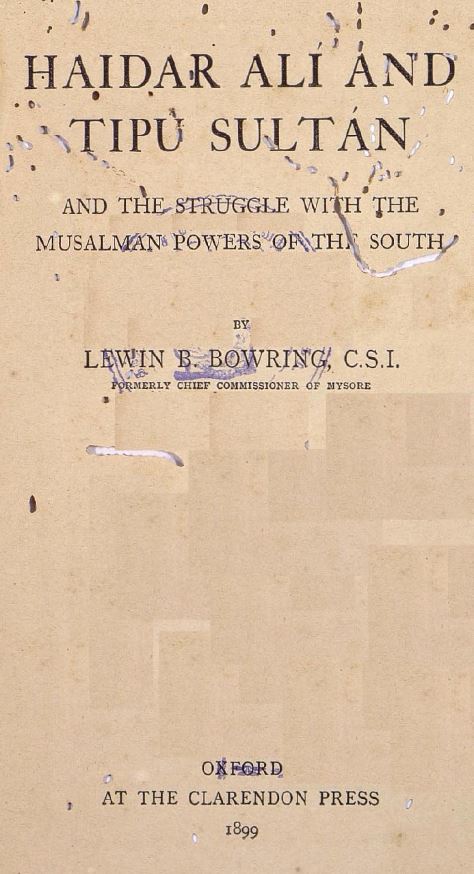 HAIDAR ALÍ AND
TIPÚ SULTÁN
AND THE STRUGGLE WITH THE
MUSALMAN POWERS OF THE SOUTH
BY
LEWIN B. BOWRING, C.S.I.
FORMERLY CHIEF COMMISSIONER OF MYSORE
OXFORD
AT THE CLARENDON PRESS
1899